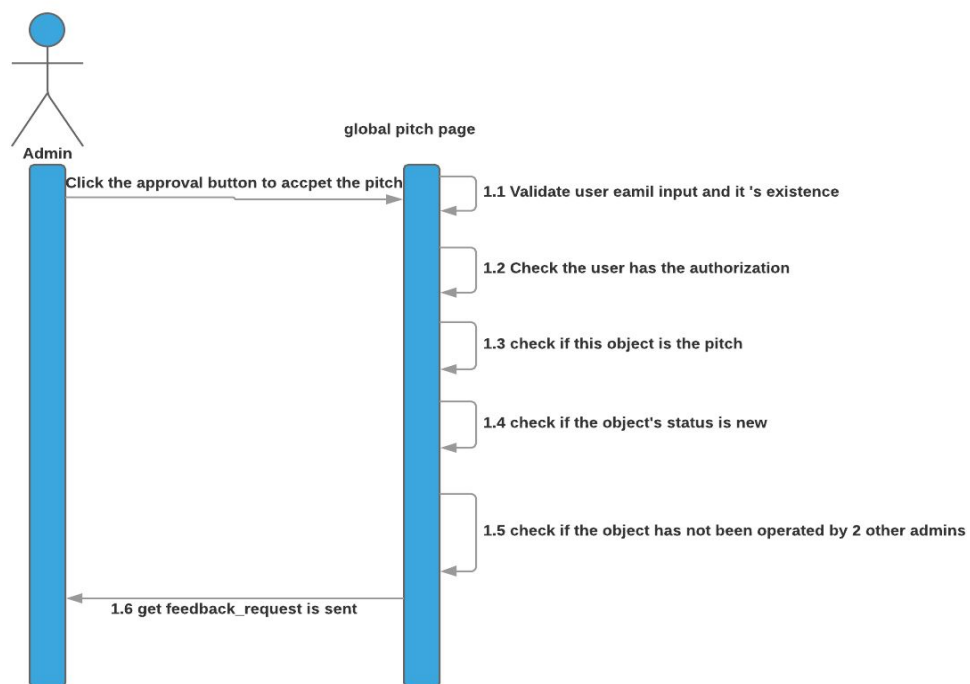 global pitch page
Admin
Click the approval button to accpet the pitch
1.1 Validate user eamil input and it 's existence
1.2 Check the user has the authorization
1.3 check if this object is the pitch
1.4 check if the object's status is new
1.5 check if the object has not been operated by 2 other admins
1.6 get feedback_request is sent